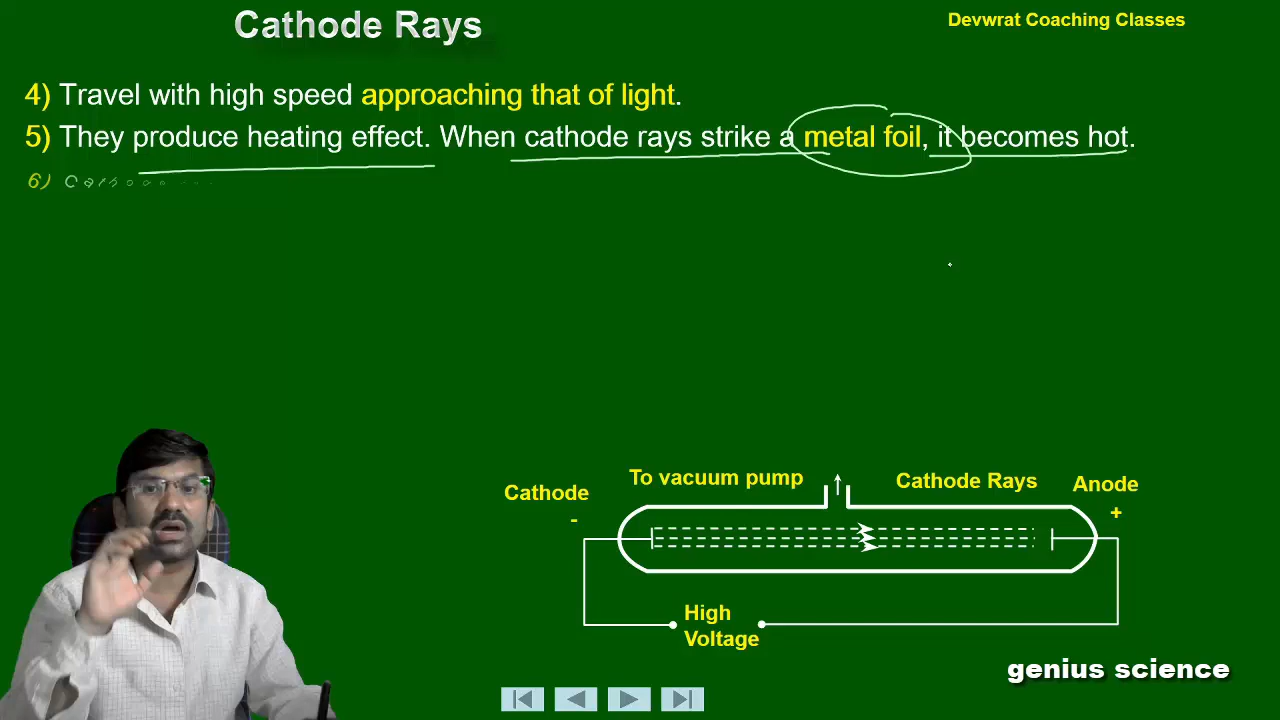 Cathode Rays
Devwrat Coaching Classes
4) Travel with high speed approaching that of light.
5) They produce heating effect. When cathode rays strike a metal foil, it becomes hot.
6)
To vacuum pump
Cathode Rays
Anode
Cathode
-
+
High
Voltage
genius science